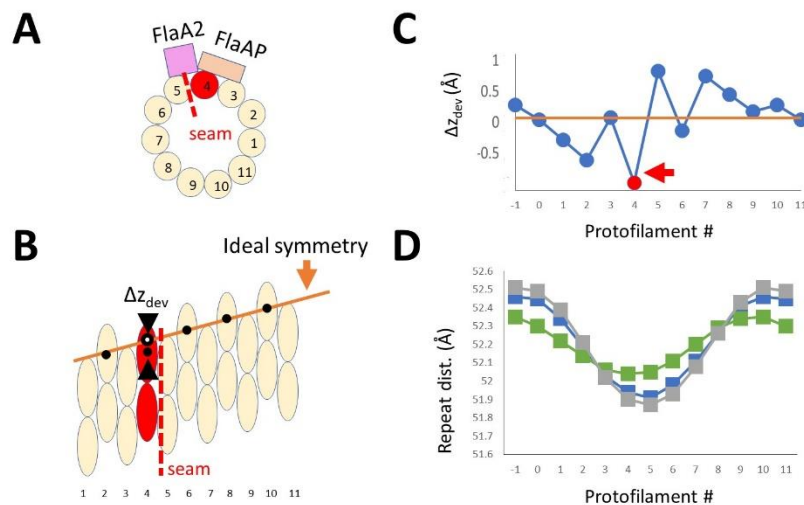 A
FlaA2
FlaAP
5
4
3
6
seam
2
7
1
8
11
9
10
B
Ideal symmetry
Δzdev
seam
1 2 3 4 5 6 7 8 9 10 11
C
Δzdev (Å)
1
0.5
0
-0.5
-1 0 1 2 3 4 5 6 7 8 9 10 11
Protofilament #
D
Repeat dist. (Å)
52.6
52.5
52.4
52.3
52.2
52.1
52
51.9
51.8
51.7
51.6
-1 0 1 2 3 4 5 6 7 8 9 10 11
Protofilament #